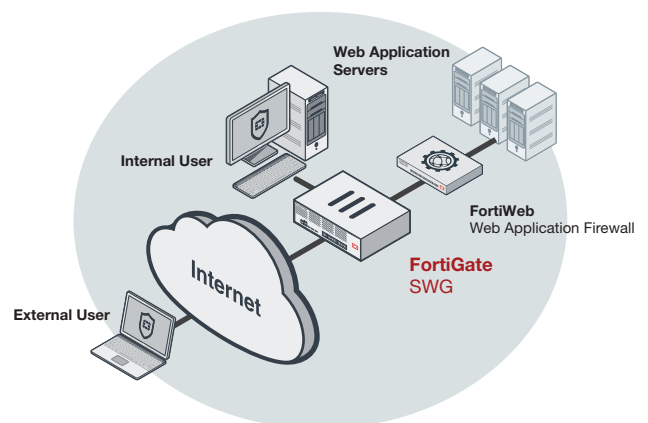 Web Application
Servers
Internal User
FortiWeb
Web Application Firewall
FortiGate
SWG
Internet
External User